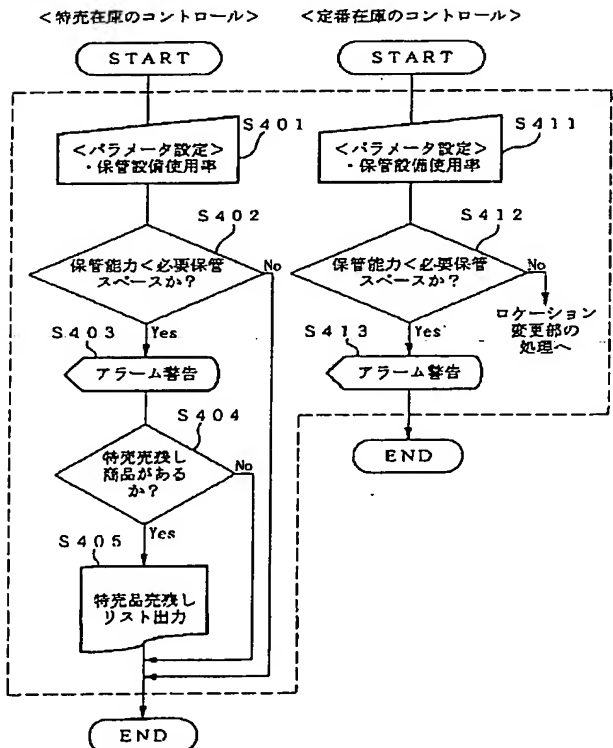 <特売在庫のコントロール>
START
S401
<パラメータ設定>
・保管設備使用率
S402
保管能力<必要保管
スペースか?
No
Yes
S403
アラーム警告
S404
特売売残し
商品がある
か?
No
Yes
S405
特売品売残し
リスト出力
END
<定番在庫のコントロール>
START
S411
<パラメータ設定>
・保管設備使用率
S412
保管能力<必要保管
スペースか?
No
ロケーション
変更部の
処理へ
Yes
S413
アラーム警告
END